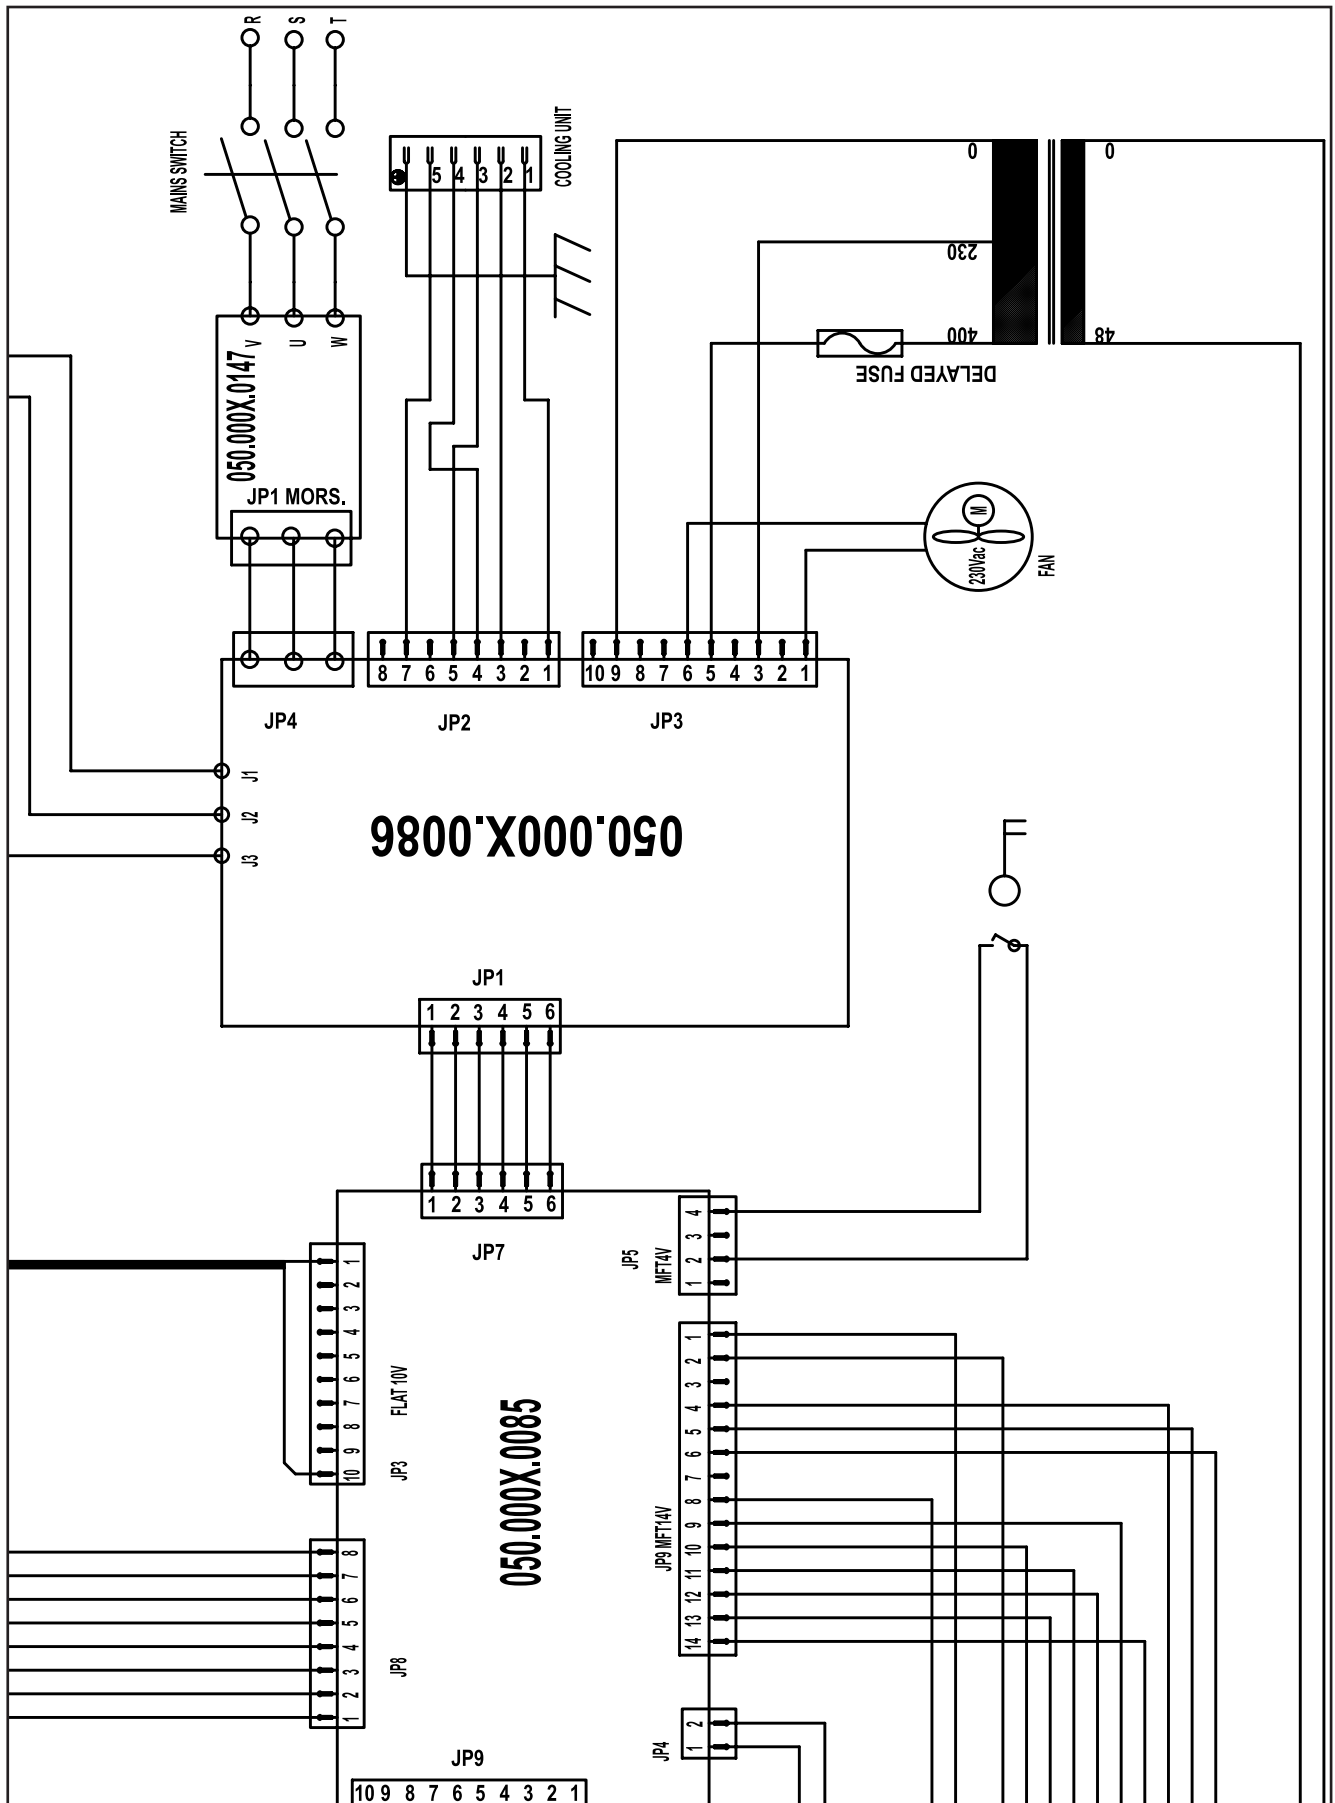 R
S
T
MAINS SWITCH
5
4
3
2
1
COOLING UNIT
0
230
400
0
48
DELAYED FUSE
V
U
W
050.000X.0147
JP1 MORS.
M
230Vac
FAN
8 7 6 5 4 3 2 1
10 9 8 7 6 5 4 3 2 1
JP4
JP2
JP3
J1
J2
J3
050.000X.0086
JP1
1 2 3 4 5 6
1 2 3 4 5 6
JP7
4
3
2
1
JP5
MFT4V
1
2
3
4
5
6
7
8
9
10
FLAT 10V
JP3
050.000X.0085
1
2
3
4
5
6
7
8
9
10
11
12
13
14
JP9 MFT14V
8
7
6
5
4
3
2
1
JP8
2
1
JP4
JP9
10 9 8 7 6 5 4 3 2 1